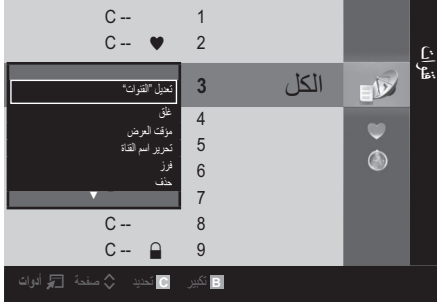 قنوات
1 C --
2 ♥ C --
3 الكل
تعديل "القنوات"
غلق
4
مؤقت العرض
5
تحرير اسم القناة
6
فرز
حذف
7
8 C --
9 C --
B تكبير C تحديد صفحة أدوات